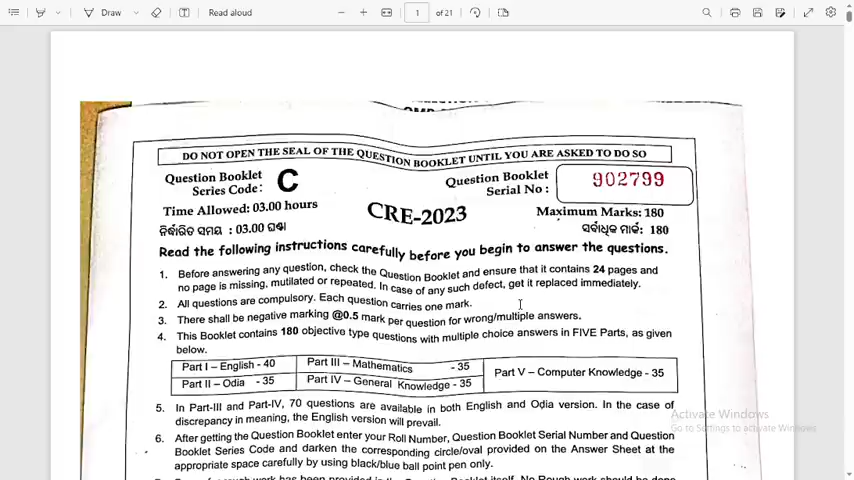 Draw
Read aloud
1 of 21
DO NOT OPEN THE SEAL OF THE QUESTION BOOKLET UNTIL YOU ARE ASKED TO DO SO
Question Booklet
Series Code: C
Question Booklet
Serial No : 902799
Time Allowed: 03.00 hours
CRE-2023
Maximum Marks: 180
ନିର୍ଦ୍ଧାରିତ ସମୟ : 03.00 ଘଣ୍ଟା
ସର୍ବାଧିକ ମାର୍କ: 180
Read the following instructions carefully before you begin to answer the questions.
1. Before answering any question, check the Question Booklet and ensure that it contains 24 pages and
no page is missing, mutilated or repeated. In case of any such defect, get it replaced immediately.
2. All questions are compulsory. Each question carries one mark.
3. There shall be negative marking @0.5 mark per question for wrong/multiple answers.
4. This Booklet contains 180 objective type questions with multiple choice answers in FIVE Parts, as given
below.
Part I – English - 40
Part III – Mathematics - 35
Part V – Computer Knowledge - 35
Part II – Odia - 35
Part IV – General Knowledge - 35
5. In Part-III and Part-IV, 70 questions are available in both English and Odia version. In the case of
discrepancy in meaning, the English version will prevail.
Activate Windows
Go to Settings to activate Windows.
6. After getting the Question Booklet enter your Roll Number, Question Booklet Serial Number and Question
Booklet Series Code and darken the corresponding circle/oval provided on the Answer Sheet at the
appropriate space carefully by using black/blue ball point pen only.